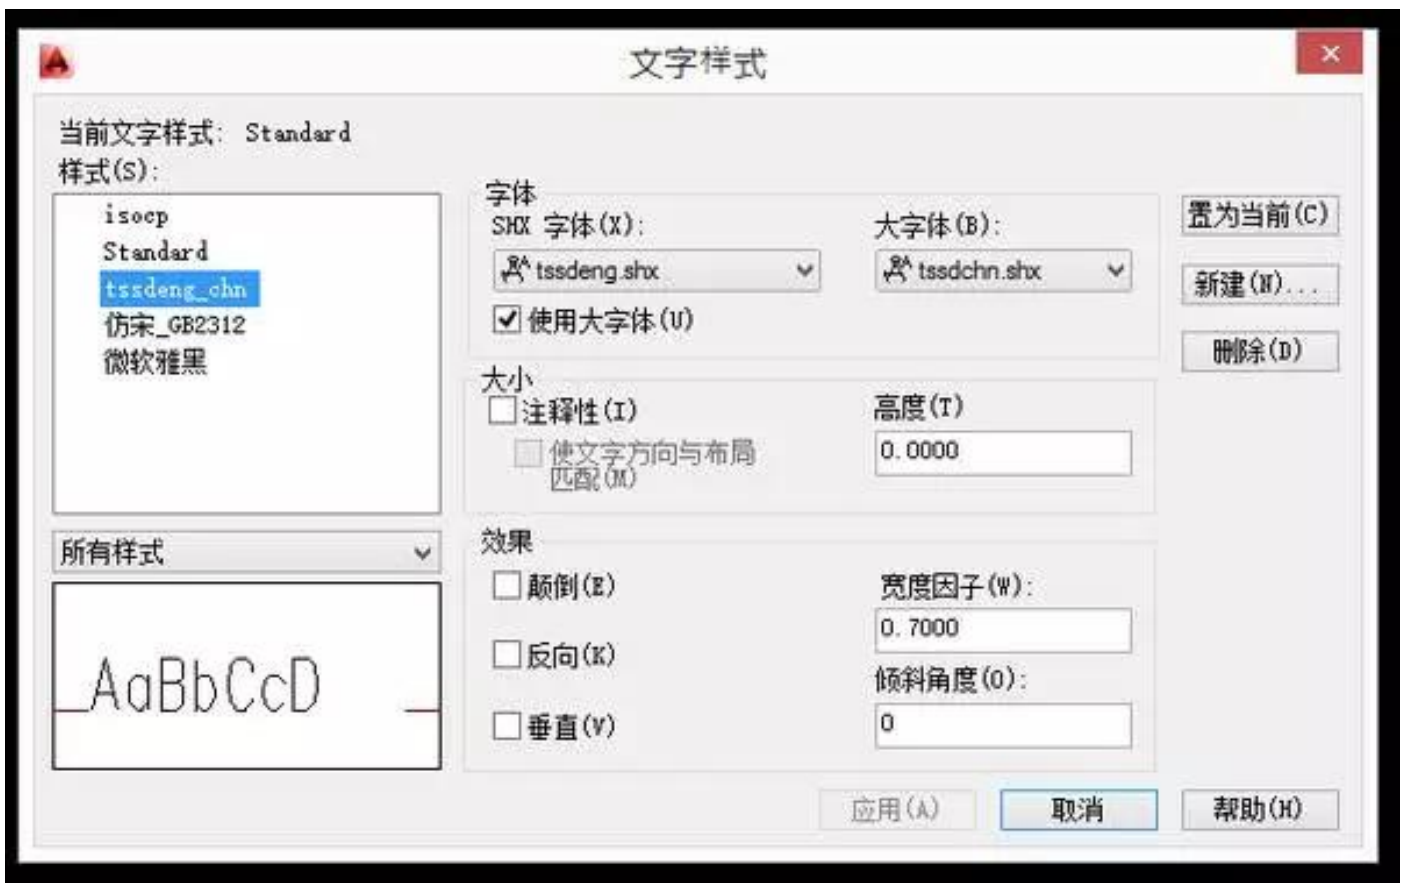 文字样式
当前文字样式: Standard
样式(S):
isocp
Standard
tssdeng_chn
仿宋_GB2312
微软雅黑
所有样式
AaBbCcD
字体
SHX 字体(X):
tssdeng.shx
使用大字体(U)
大字体(B):
tssdchn.shx
大小
注释性(I)
使文字方向与布局
匹配(M)
高度(T)
0.0000
效果
颠倒(E)
反向(K)
垂直(V)
宽度因子(W):
0.7000
倾斜角度(O):
0
置为当前(C)
新建(N)...
删除(D)
应用(A)
取消
帮助(H)